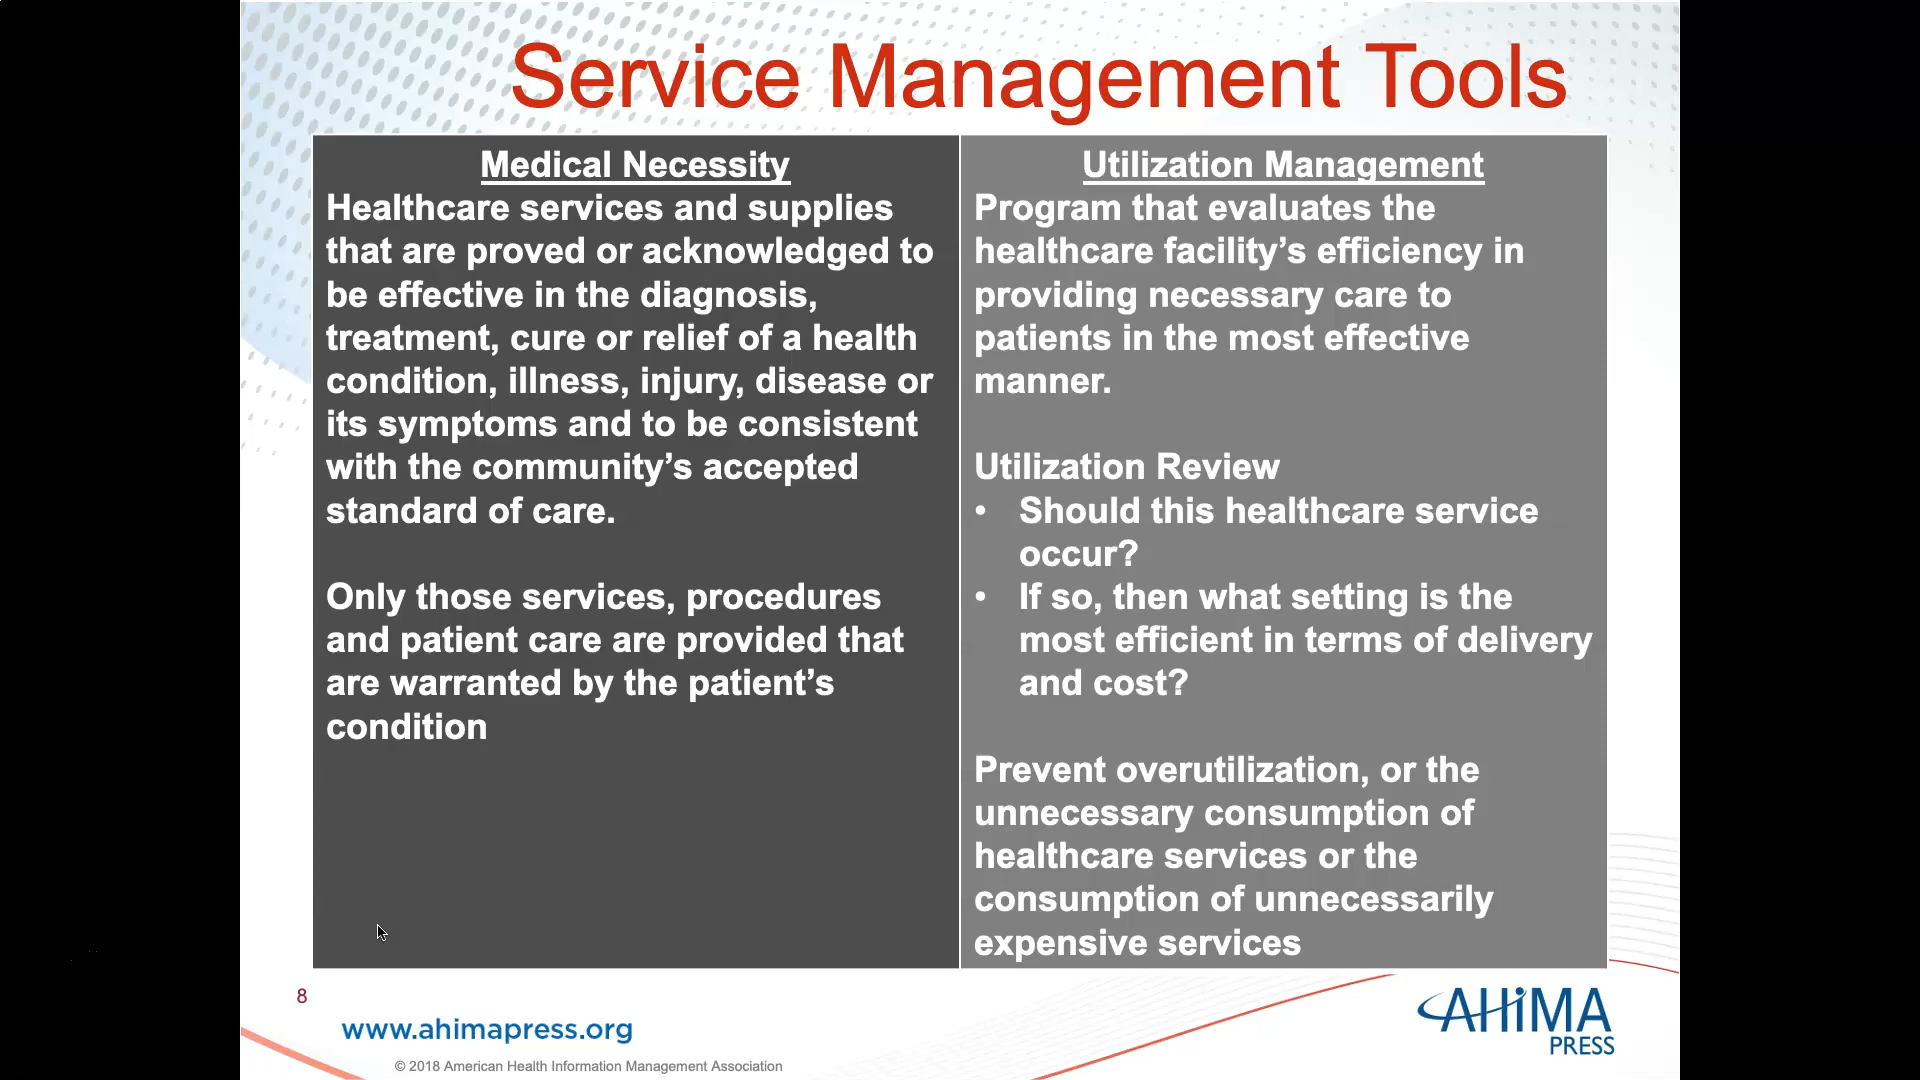 Service Management Tools
Medical Necessity
Healthcare services and supplies
that are proved or acknowledged to
be effective in the diagnosis,
treatment, cure or relief of a health
condition, illness, injury, disease or
its symptoms and to be consistent
with the community’s accepted
standard of care.
Only those services, procedures
and patient care are provided that
are warranted by the patient’s
condition
Utilization Management
Program that evaluates the
healthcare facility’s efficiency in
providing necessary care to
patients in the most effective
manner.
Utilization Review
• Should this healthcare service
occur?
• If so, then what setting is the
most efficient in terms of delivery
and cost?
Prevent overutilization, or the
unnecessary consumption of
healthcare services or the
consumption of unnecessarily
expensive services
8
www.ahimapress.org
© 2018 American Health Information Management Association
AHiMA
PRESS